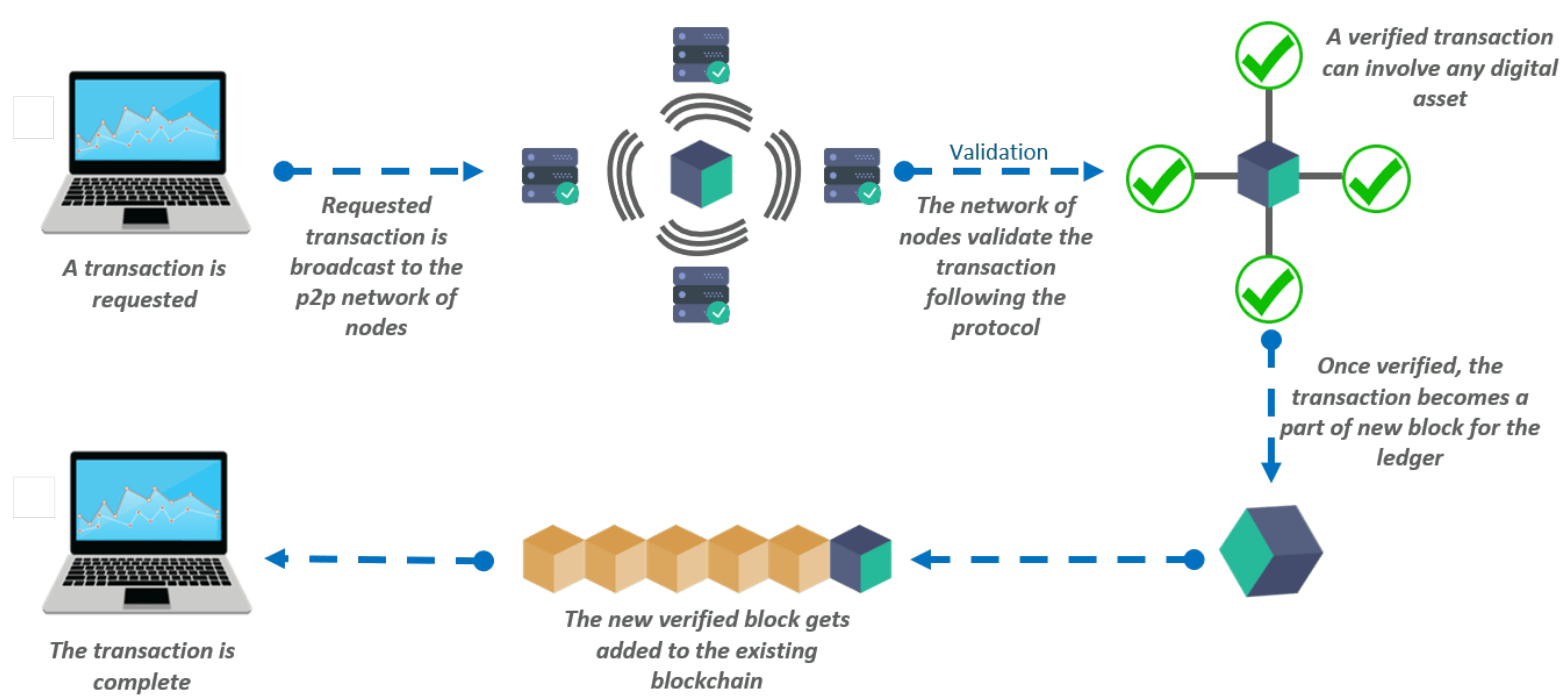 A transaction is
requested
Requested
transaction is
broadcast to the
p2p network of
nodes
Validation
The network of
nodes validate the
transaction
following the
protocol
A verified transaction
can involve any digital
asset
Once verified, the
transaction becomes a
part of new block for the
ledger
The new verified block gets
added to the existing
blockchain
The transaction is
complete